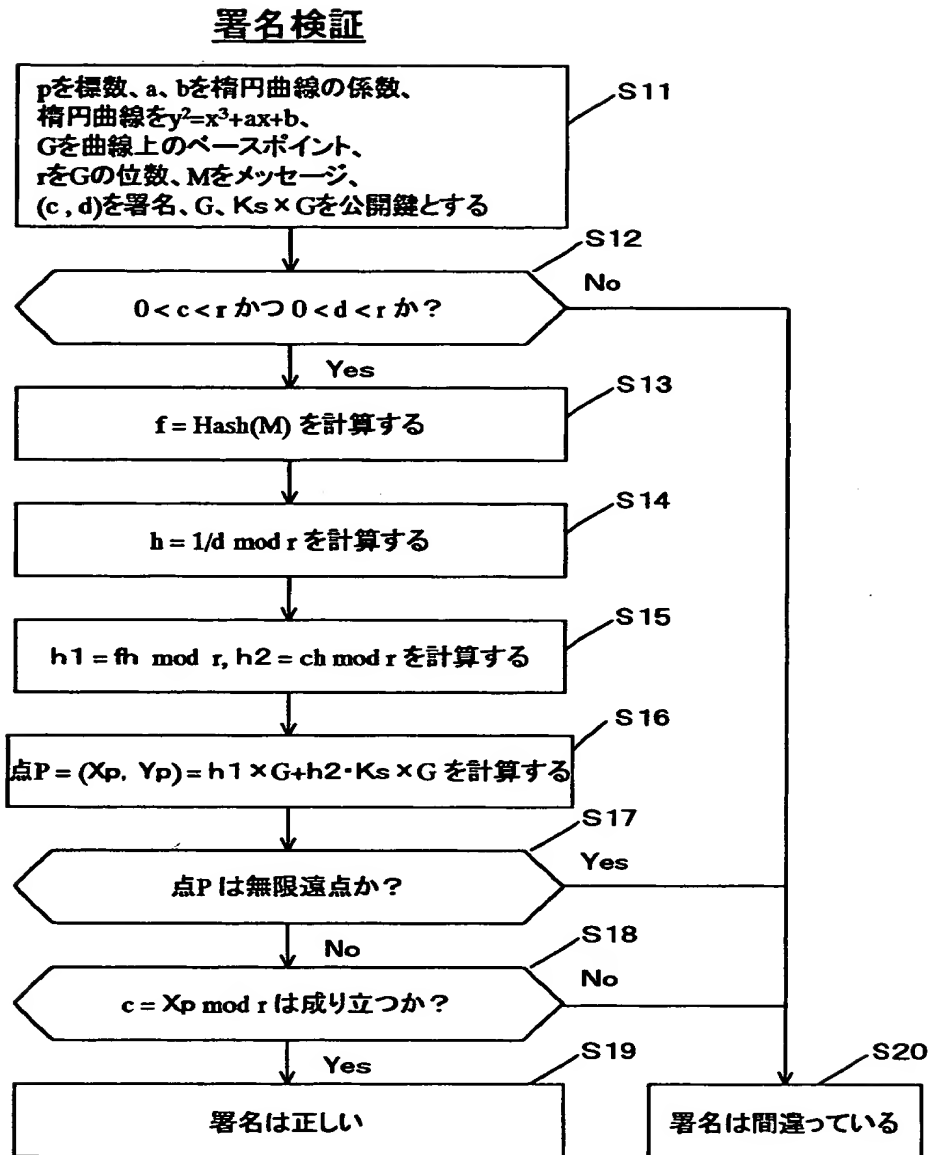 署名検証
pを標数、a、bを楕円曲線の係数、
楕円曲線をy²=x³+ax+b、
Gを曲線上のベースポイント、
rをGの位数、Mをメッセージ、
(c , d)を署名、G、Ks×Gを公開鍵とする
S11
S12
0 < c < r かつ 0 < d < r か？
No
Yes
S13
f = Hash(M) を計算する
S14
h = 1/d mod r を計算する
S15
h1 = fh mod r, h2 = ch mod r を計算する
S16
点P = (Xp, Yp) = h1×G+h2・Ks×G を計算する
S17
点P は無限遠点か？
Yes
No
S18
c = Xp mod r は成り立つか？
No
Yes
S19
署名は正しい
S20
署名は間違っている